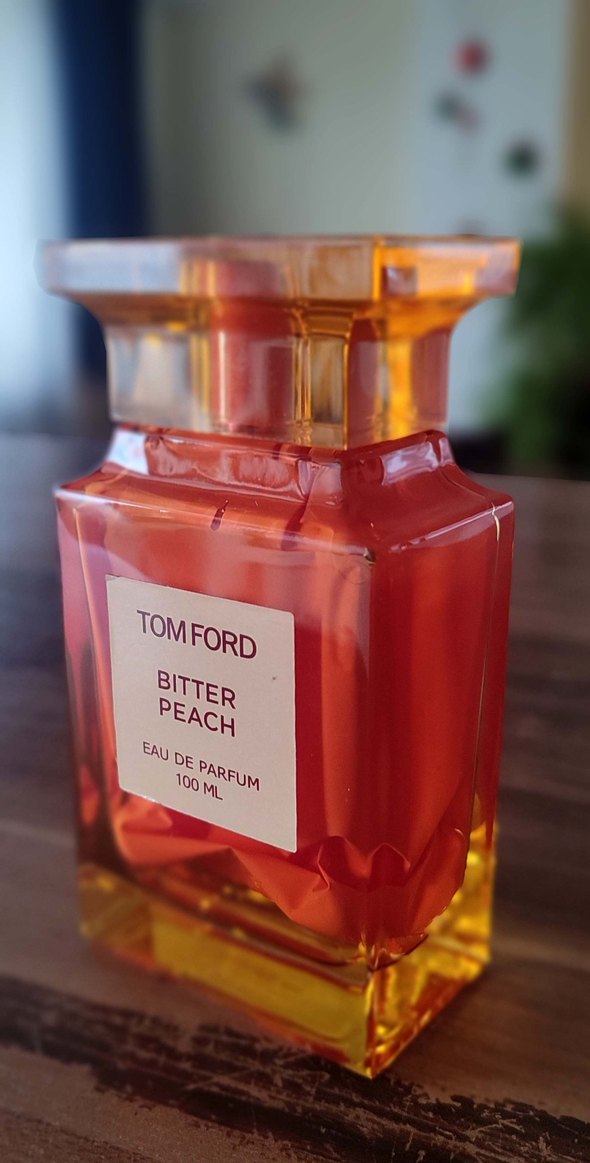 TOM FORD
BITTER
PEACH
EAU DE PARFUM
100 ML